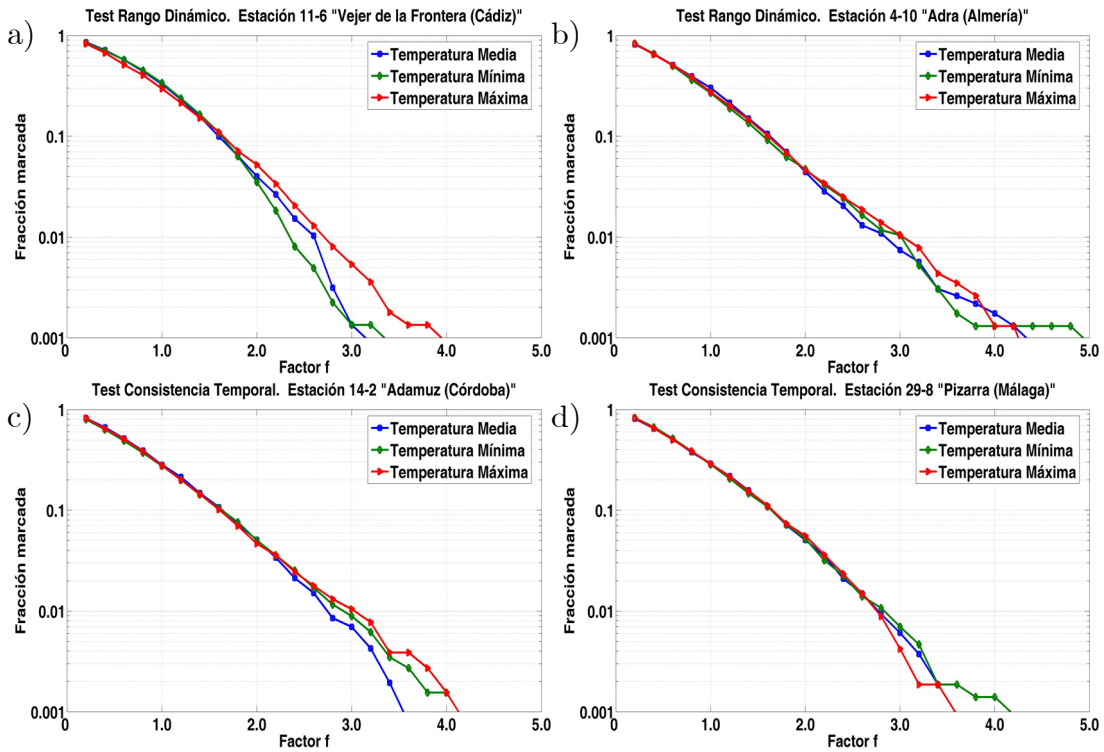 a)
Test Rango Dinámico. Estación 11-6 "Vejer de la Frontera (Cádiz)"
Fracción marcada
1
0.1
0.01
0.001
0
1.0
2.0
3.0
4.0
5.0
Factor f
Temperatura Media
Temperatura Mínima
Temperatura Máxima
b)
Test Rango Dinámico. Estación 4-10 "Adra (Almería)"
Fracción marcada
1
0.1
0.01
0.001
0
1.0
2.0
3.0
4.0
5.0
Factor f
Temperatura Media
Temperatura Mínima
Temperatura Máxima
c)
Test Consistencia Temporal. Estación 14-2 "Adamuz (Córdoba)"
Fracción marcada
1
0.1
0.01
0.001
0
1.0
2.0
3.0
4.0
5.0
Factor f
Temperatura Media
Temperatura Mínima
Temperatura Máxima
d)
Test Consistencia Temporal. Estación 29-8 "Pizarra (Málaga)"
Fracción marcada
1
0.1
0.01
0.001
0
1.0
2.0
3.0
4.0
5.0
Factor f
Temperatura Media
Temperatura Mínima
Temperatura Máxima